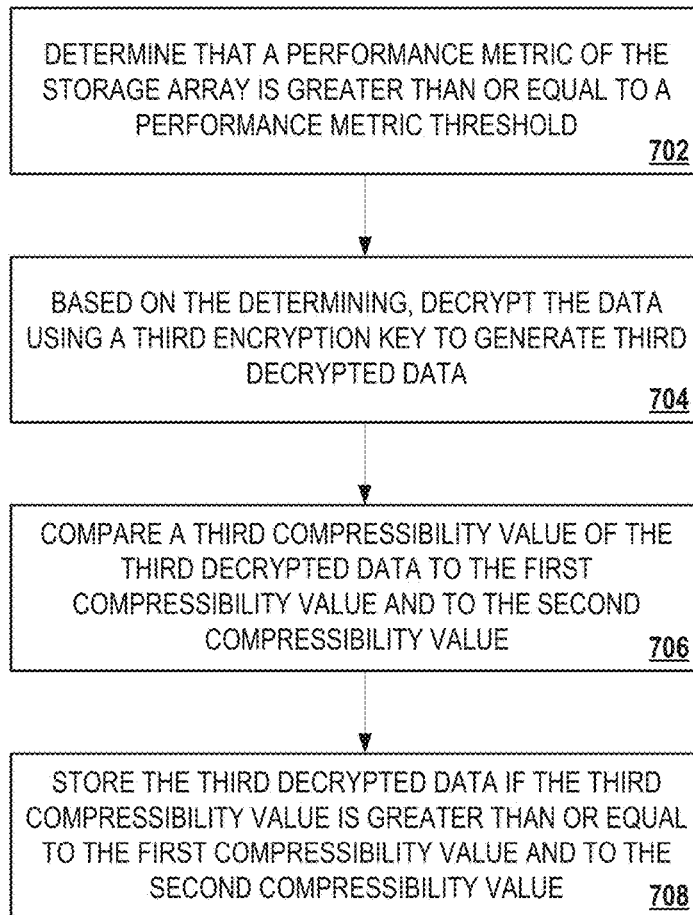 DETERMINE THAT A PERFORMANCE METRIC OF THE
STORAGE ARRAY IS GREATER THAN OR EQUAL TO A
PERFORMANCE METRIC THRESHOLD
702
BASED ON THE DETERMINING, DECRYPT THE DATA
USING A THIRD ENCRYPTION KEY TO GENERATE THIRD
DECRYPTED DATA
704
COMPARE A THIRD COMPRESSIBILITY VALUE OF THE
THIRD DECRYPTED DATA TO THE FIRST
COMPRESSIBILITY VALUE AND TO THE SECOND
COMPRESSIBILITY VALUE
706
STORE THE THIRD DECRYPTED DATA IF THE THIRD
COMPRESSIBILITY VALUE IS GREATER THAN OR EQUAL
TO THE FIRST COMPRESSIBILITY VALUE AND TO THE
SECOND COMPRESSIBILITY VALUE
708